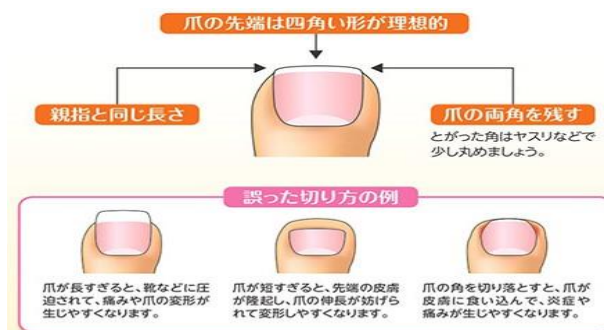 爪の先端は四角い形が理想的
親指と同じ長さ
爪の両角を残す
とがった角はヤスリなどで
少し丸めましょう。
誤った切り方の例
爪が長すぎると、靴などに圧
迫されて、痛みや爪の変形が
生じやすくなります。
爪が短すぎると、先端の皮膚
が隆起し、爪の伸長が妨げられ
て変形しやすくなります。
爪の角を切り落とすと、爪が
皮膚に食い込んで、炎症や
痛みが生じやすくなります。